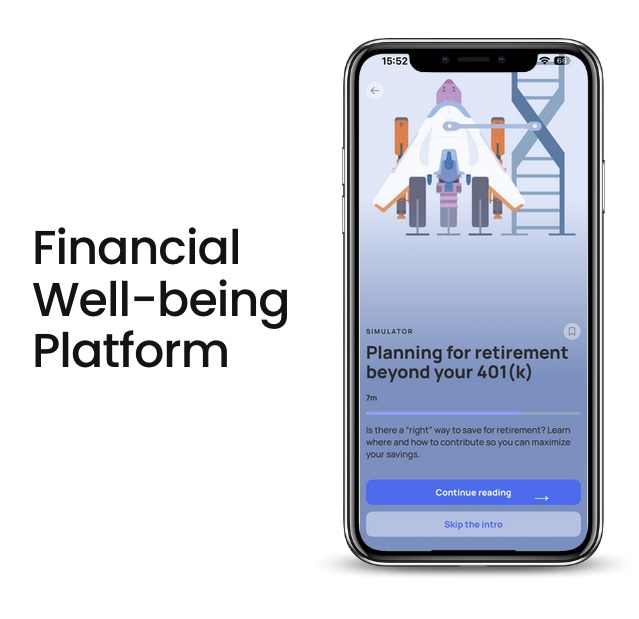 Financial
Well-being
Platform
15:52
66
SIMULATOR
Planning for retirement
beyond your 401(k)
7m
Is there a “right” way to save for retirement? Learn
where and how to contribute so you can maximize
your savings.
Continue reading →
Skip the intro